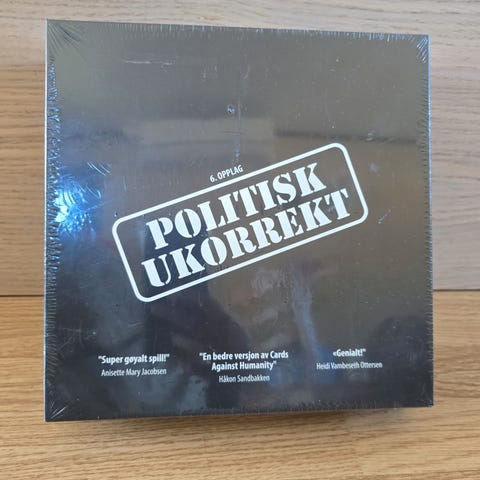 6. OPPLAG
POLITISK
UKORREKT
"Super gøyalt spill!"
Anisette Mary Jacobsen
"En bedre versjon av Cards
Against Humanity"
Håkon Sandbakken
«Genialt!"
Heidi Vambeseth Ottersen